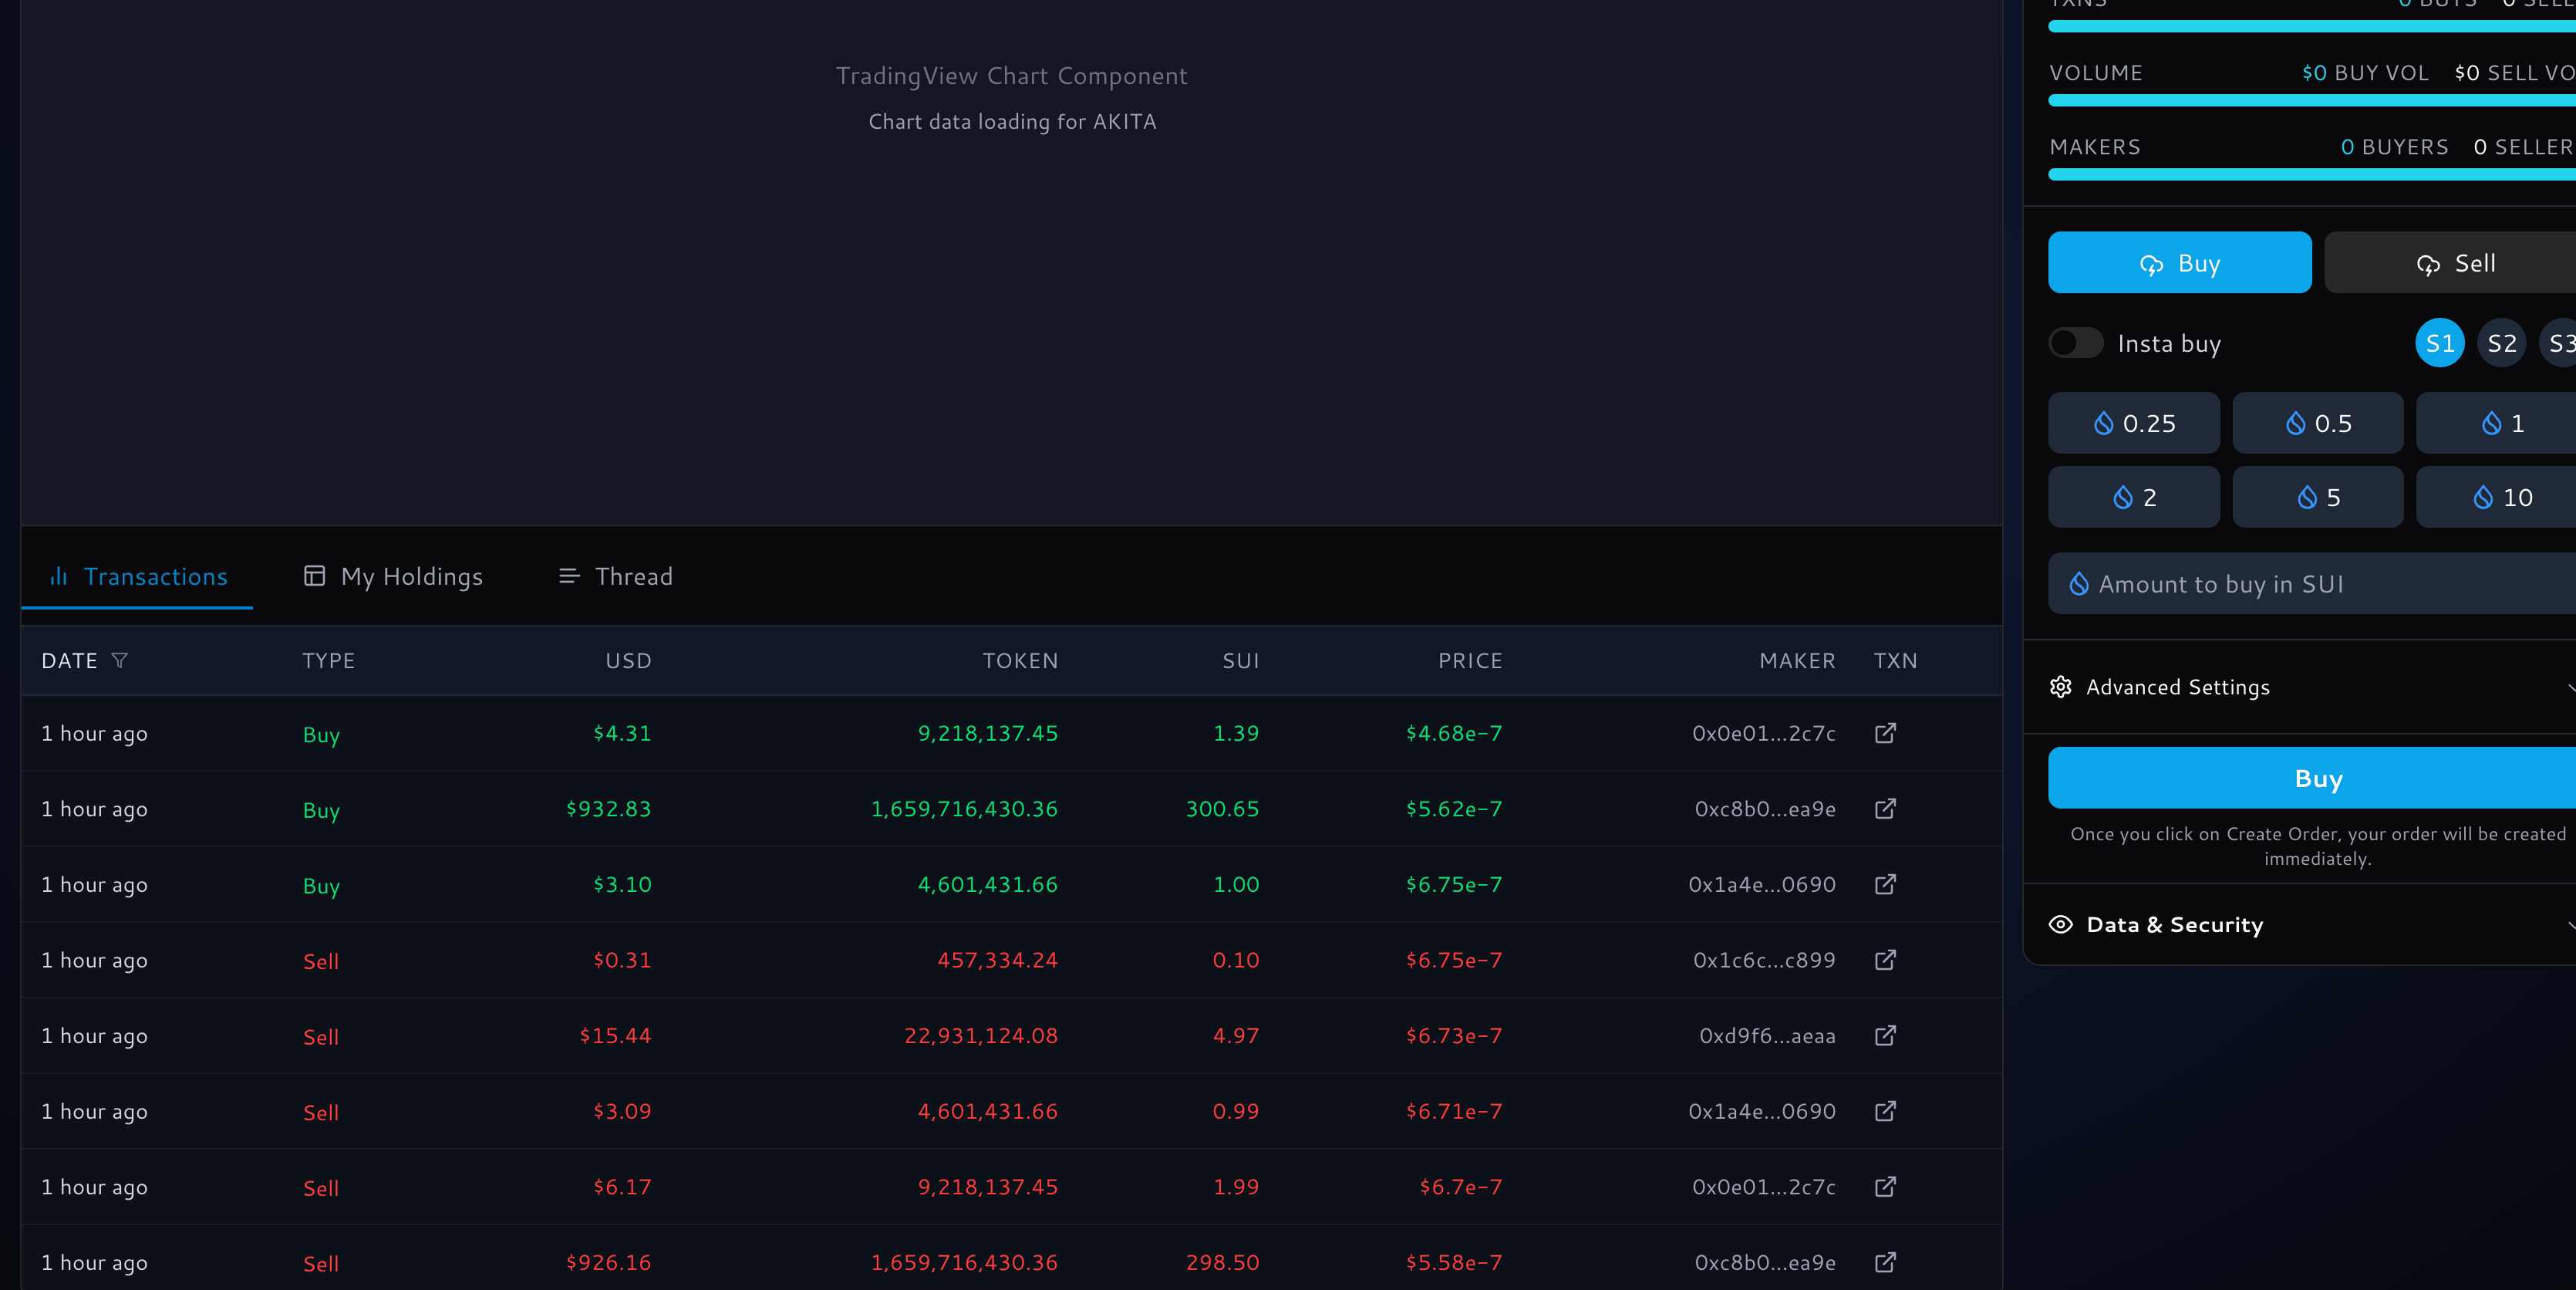 TradingView Chart Component
Chart data loading for AKITA
Transactions My Holdings Thread
DATE TYPE USD TOKEN SUI PRICE MAKER TXN
1 hour ago Buy $4.31 9,218,137.45 1.39 $4.68e-7 0x0e01...2c7c
1 hour ago Buy $932.83 1,659,716,430.36 300.65 $5.62e-7 0xc8b0...ea9e
1 hour ago Buy $3.10 4,601,431.66 1.00 $6.75e-7 0x1a4e...0690
1 hour ago Sell $0.31 457,334.24 0.10 $6.75e-7 0x1c6c...c899
1 hour ago Sell $15.44 22,931,124.08 4.97 $6.73e-7 0xd9f6...aeaa
1 hour ago Sell $3.09 4,601,431.66 0.99 $6.71e-7 0x1a4e...0690
1 hour ago Sell $6.17 9,218,137.45 1.99 $6.7e-7 0x0e01...2c7c
1 hour ago Sell $926.16 1,659,716,430.36 298.50 $5.58e-7 0xc8b0...ea9e
TXNS 0 BUYS 0 SELL
VOLUME $0 BUY VOL $0 SELL VO
MAKERS 0 BUYERS 0 SELLER
Buy Sell
Insta buy S1 S2 S3
0.25 0.5 1
2 5 10
Amount to buy in SUI
Advanced Settings
Buy
Once you click on Create Order, your order will be created
immediately.
Data & Security